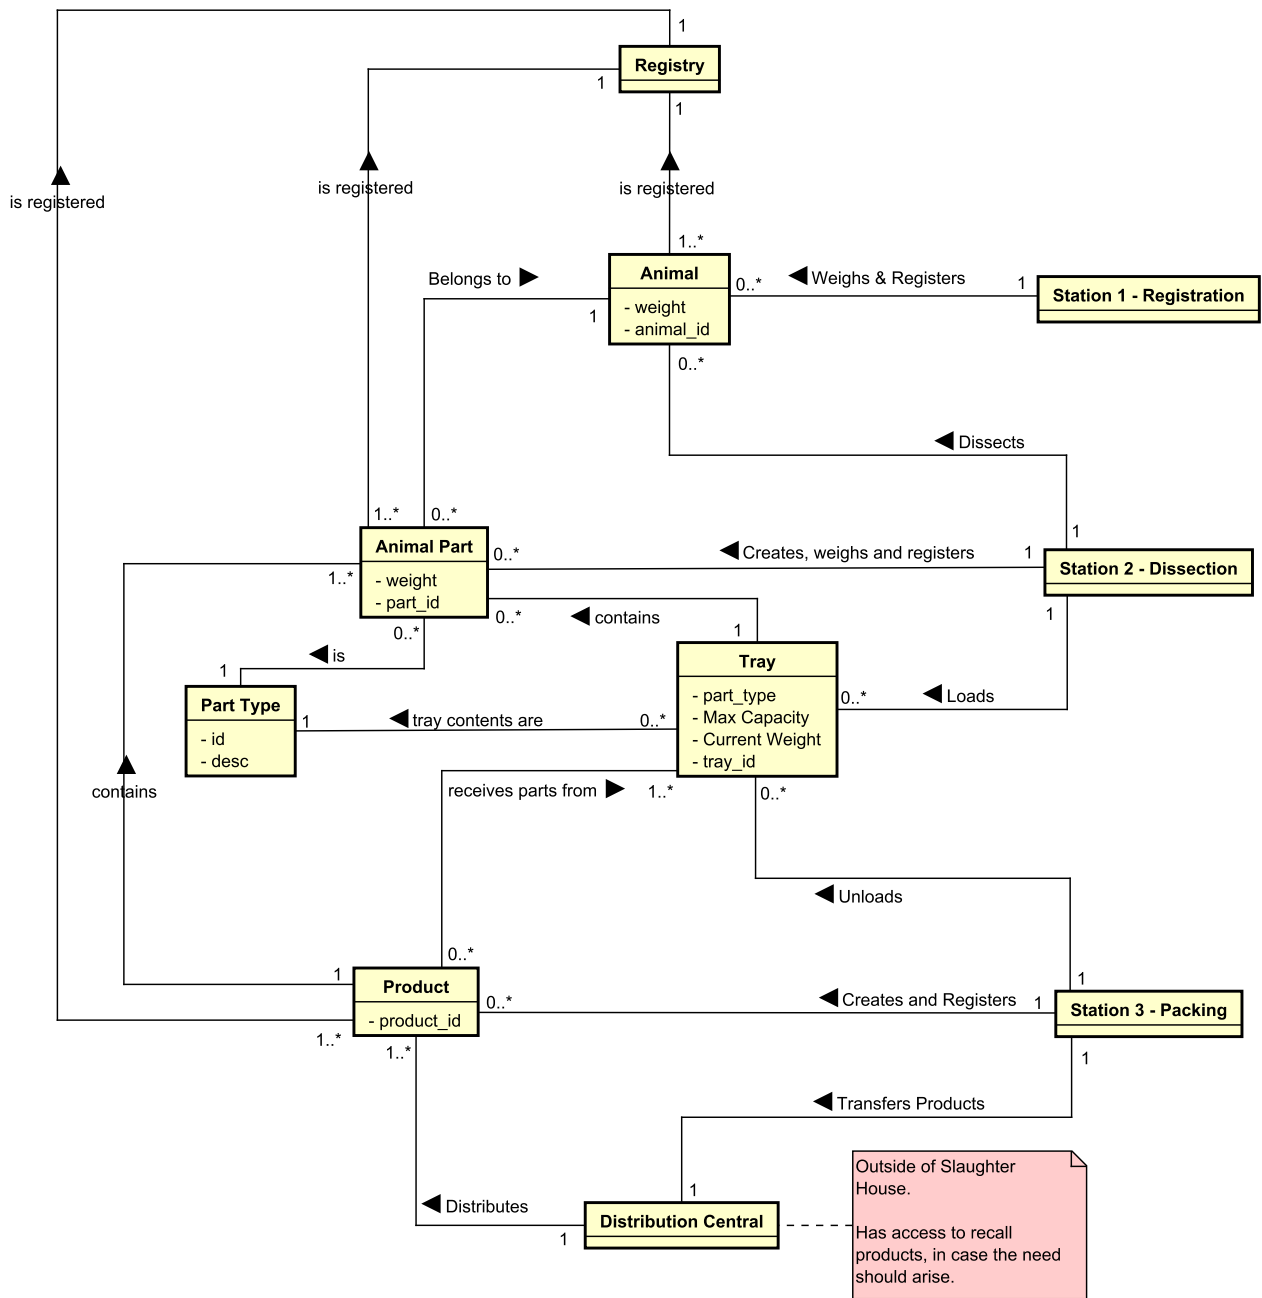 1
Registry
1
1
is registered
is registered
is registered
1..*
Animal
- weight
- animal_id
Belongs to
1
0..*
Weighs & Registers
1
Station 1 - Registration
0..*
Dissects
1
1..*
0..*
Animal Part
- weight
- part_id
0..*
Creates, weighs and registers
1
Station 2 - Dissection
1..*
0..*
contains
1
1
0..*
is
1
Part Type
- id
- desc
Tray
- part_type
- Max Capacity
- Current Weight
- tray_id
0..*
Loads
1
tray contents are
0..*
contains
receives parts from
1..*
0..*
Unloads
0..*
1
1
Product
- product_id
0..*
Creates and Registers
1
Station 3 - Packing
1..*
1..*
1
Transfers Products
1
Distributes
1
Distribution Central
Outside of Slaughter
House.
Has access to recall
products, in case the need
should arise.